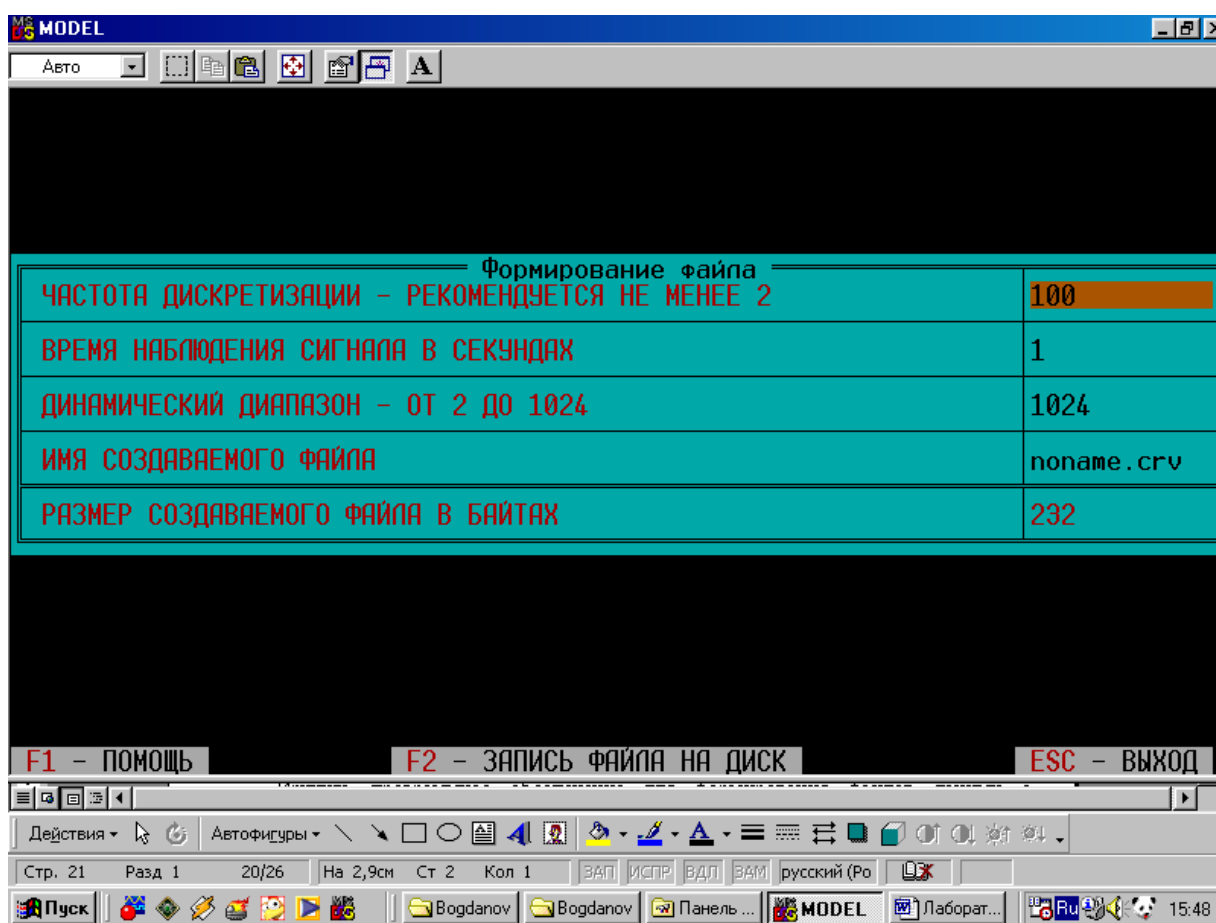 MODEL
Авто
A
Формирование файла
ЧАСТОТА ДИСКРЕТИЗАЦИИ – РЕКОМЕНДУЕТСЯ НЕ МЕНЕЕ 2 100
ВРЕМЯ НАБЛЮДЕНИЯ СИГНАЛА В СЕКУНДАХ 1
ДИНАМИЧЕСКИЙ ДИАПАЗОН – ОТ 2 ДО 1024 1024
ИМЯ СОЗДАВАЕМОГО ФАЙЛА noname.crv
РАЗМЕР СОЗДАВАЕМОГО ФАЙЛА В БАЙТАХ 232
F1 – ПОМОЩЬ F2 – ЗАПИСЬ ФАЙЛА НА ДИСК ESC – ВЫХОД
Действия Автофигуры
Стр. 21 Разд 1 20/26 На 2,9см Ст 2 Кол 1 ЗАП ИСПР ВДЛ ЗАМ русский (Ро
Пуск Bogdanov Bogdanov Панель ... MODEL Лаборат... Ru 15:48